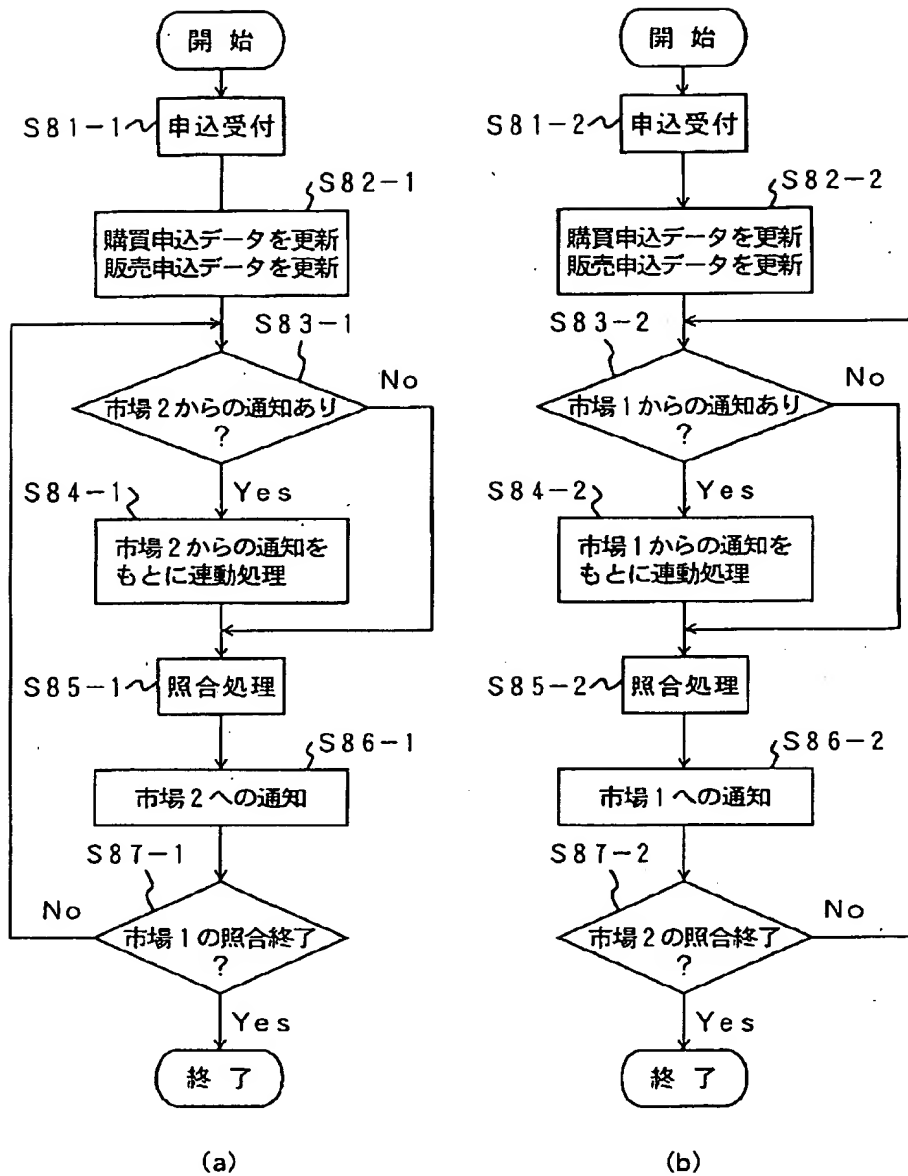 開始
S81-1
申込受付
S82-1
購買申込データを更新
販売申込データを更新
S83-1
市場2からの通知あり
?
No
Yes
S84-1
市場2からの通知を
もとに連動処理
S85-1
照合処理
S86-1
市場2への通知
S87-1
市場1の照合終了
?
No
Yes
終了
(a)
開始
S81-2
申込受付
S82-2
購買申込データを更新
販売申込データを更新
S83-2
市場1からの通知あり
?
No
Yes
S84-2
市場1からの通知を
もとに連動処理
S85-2
照合処理
S86-2
市場1への通知
S87-2
市場2の照合終了
?
No
Yes
終了
(b)